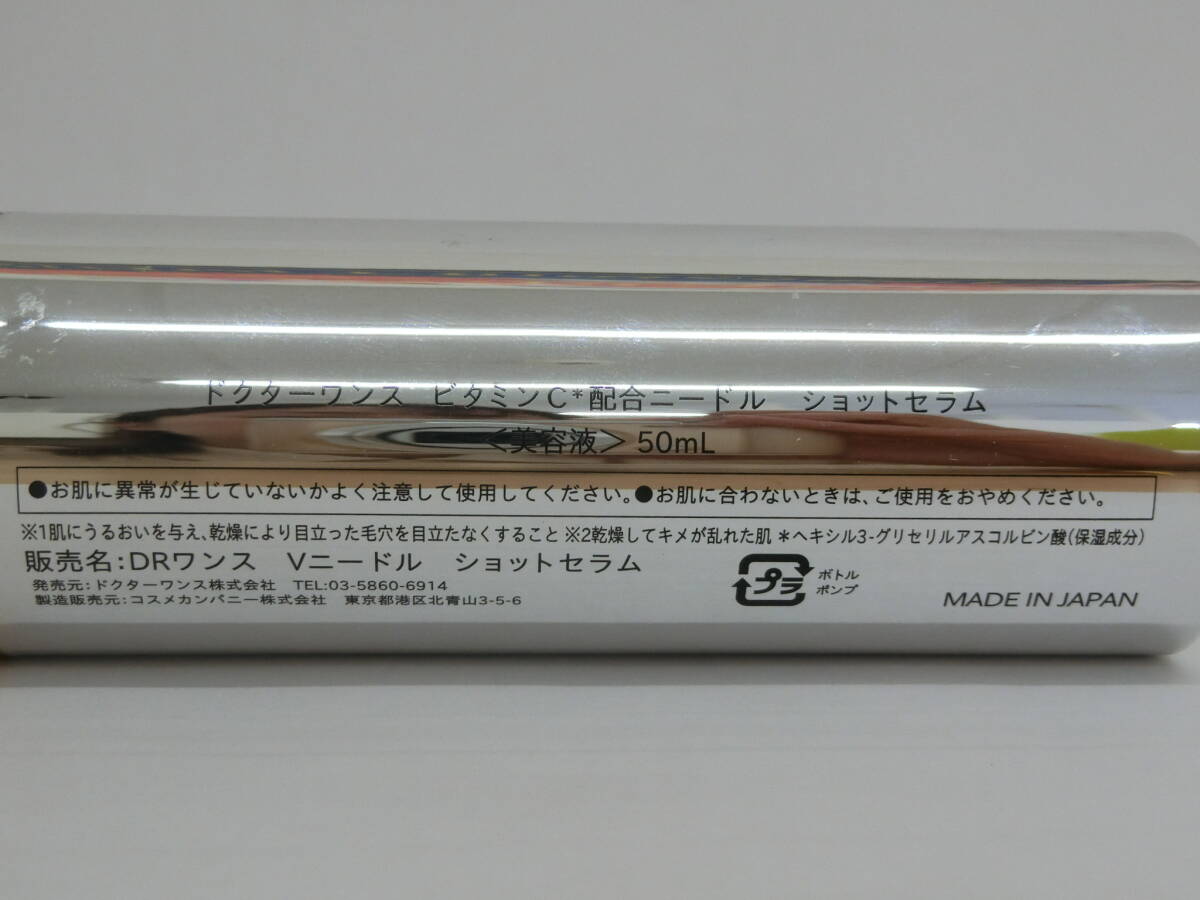 ドクターワンス ビタミンC*配合ニードル ショットセラム
<美容液> 50mL
●お肌に異常が生じていないかよく注意して使用してください。●お肌に合わないときは、ご使用をおやめください。
※1肌にうるおいを与え、乾燥により目立った毛穴を目立たなくすること ※2乾燥してキメが乱れた肌 *ヘキシル3-グリセリルアスコルビン酸(保湿成分)
販売名:DRワンス Vニードル ショットセラム
発売元:ドクターワンス株式会社 TEL:03-5860-6914
製造販売元:コスメカンパニー株式会社 東京都港区北青山3-5-6
プラ
ボトル
ポンプ
MADE IN JAPAN